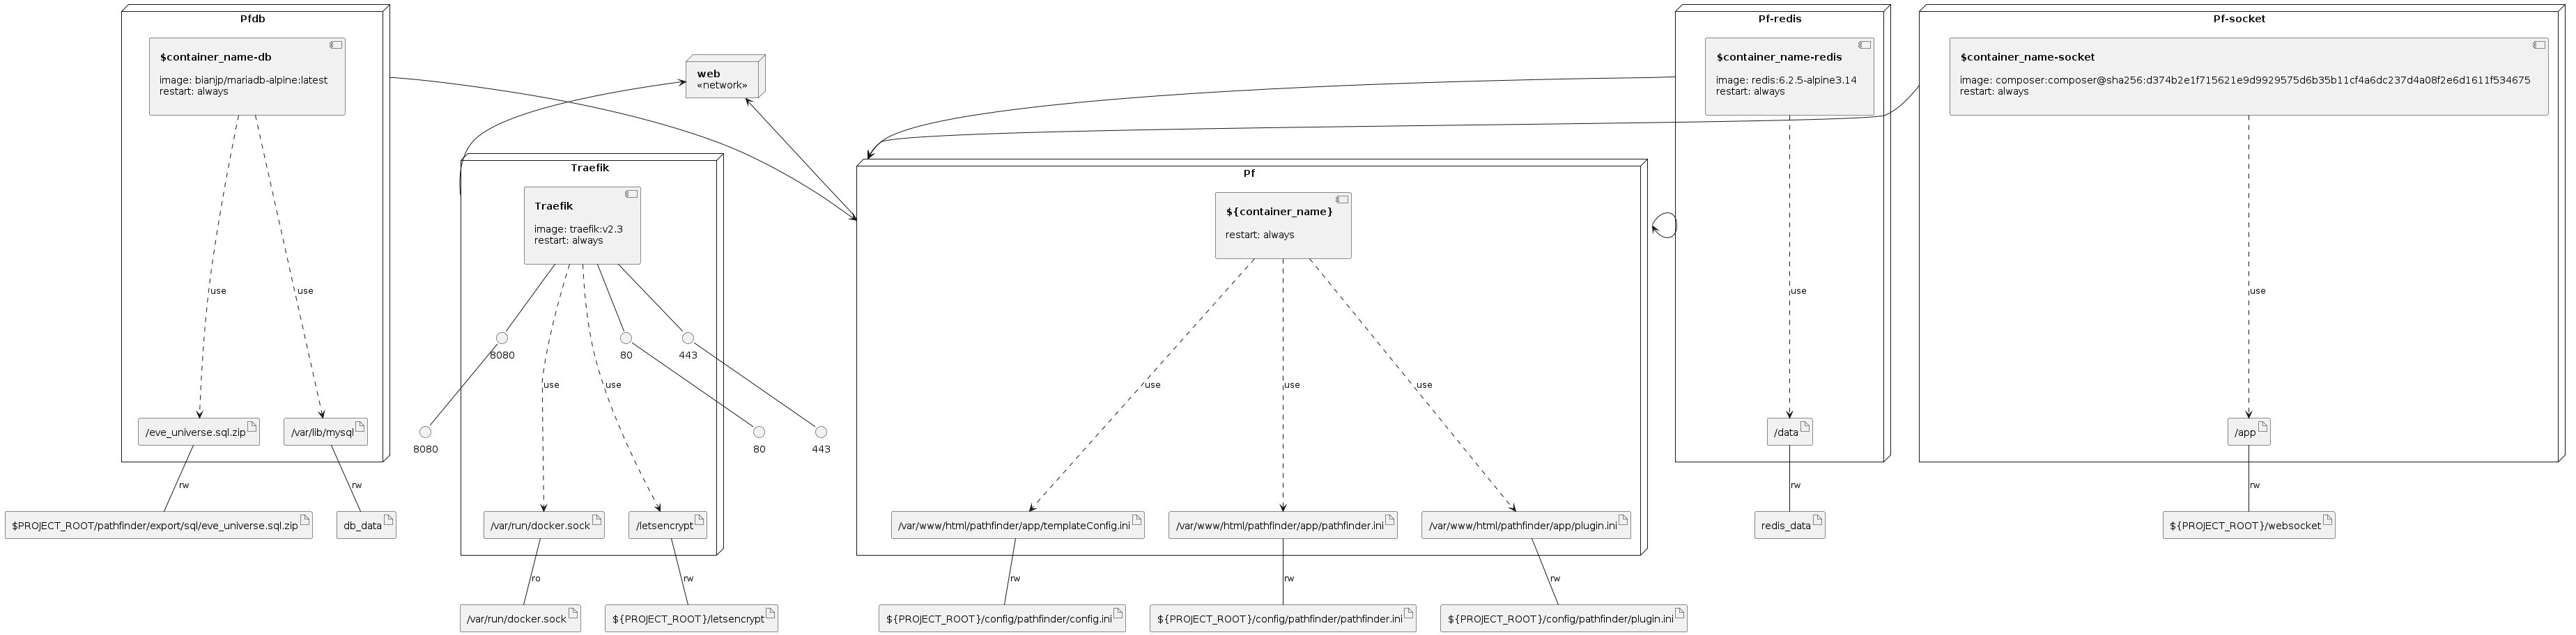 Pfdb
$container_name-db
image: bianjp/mariadb-alpine:latest
restart: always
use
use
/eve_universe.sql.zip
/var/lib/mysql
rw
rw
$PROJECT_ROOT/pathfinder/export/sql/eve_universe.sql.zip
db_data
web
«network»
Traefik
Traefik
image: traefik:v2.3
restart: always
8080
80
443
use
use
8080
80
443
/var/run/docker.sock
/letsencrypt
ro
rw
/var/run/docker.sock
${PROJECT_ROOT}/letsencrypt
Pf
${container_name}
restart: always
use
use
use
/var/www/html/pathfinder/app/templateConfig.ini
/var/www/html/pathfinder/app/pathfinder.ini
/var/www/html/pathfinder/app/plugin.ini
rw
rw
rw
${PROJECT_ROOT}/config/pathfinder/config.ini
${PROJECT_ROOT}/config/pathfinder/pathfinder.ini
${PROJECT_ROOT}/config/pathfinder/plugin.ini
Pf-redis
$container_name-redis
image: redis:6.2.5-alpine3.14
restart: always
use
/data
rw
redis_data
Pf-socket
$container_name-socket
image: composer:composer@sha256:d374b2e1f715621e9d9929575d6b35b11cf4a6dc237d4a08f2e6d1611f534675
restart: always
use
/app
rw
${PROJECT_ROOT}/websocket